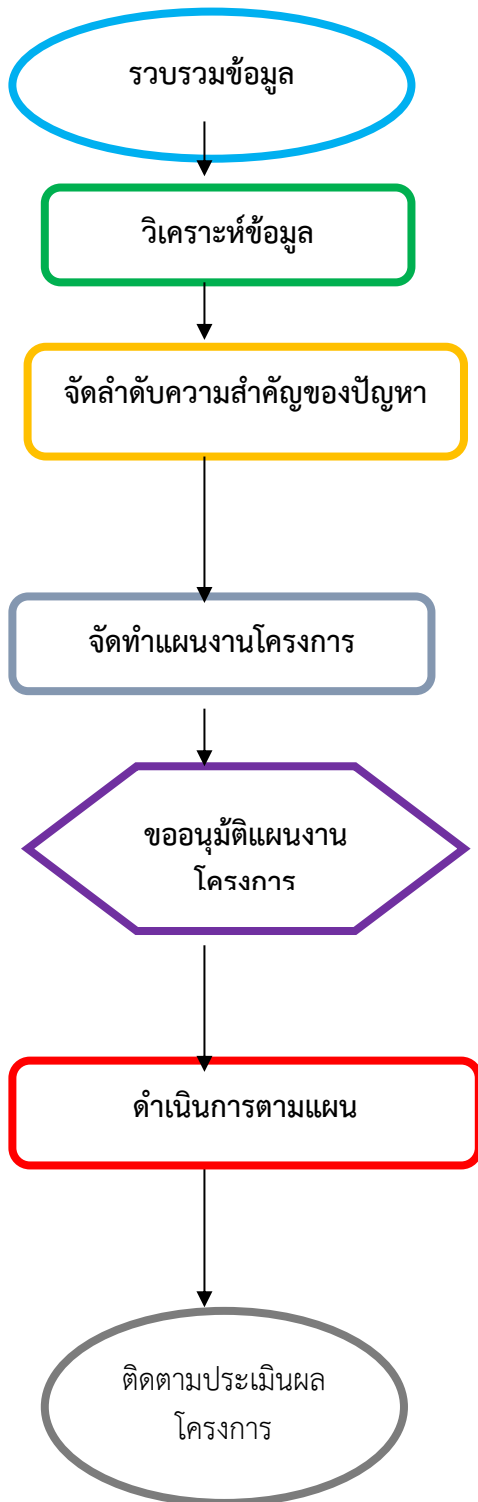 รวบรวมข้อมูล
วิเคราะห์ข้อมูล
จัดลำดับความสำคัญของปัญหา
จัดทำแผนงานโครงการ
ขออนุม้ติแผนงาน
โครงการ
ดำเนินการตามแผน
ติดตามประเมินผล
โครงการ